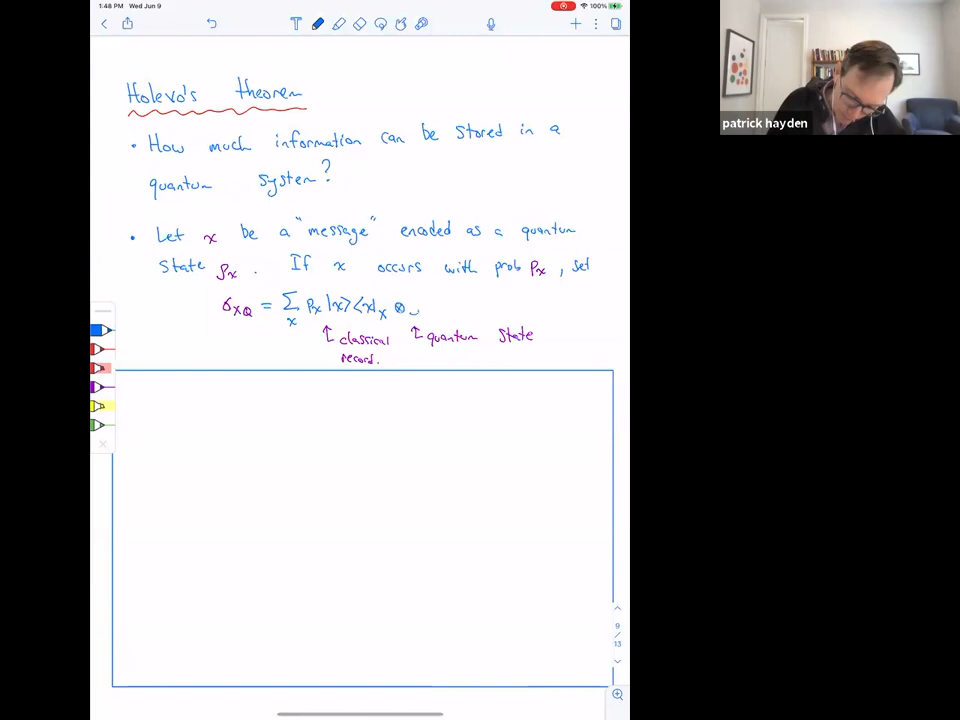 1:48 PM Wed Jun 9
100%
Holevo's theorem
• How much information can be stored in a
quantum system?
• Let x be a "message" encoded as a quantum
state ρx. If x occurs with prob px, set
σXQ = Σx px |x><x|X ⊗
↑ classical ↑ quantum state
record.
9
/
13
patrick hayden